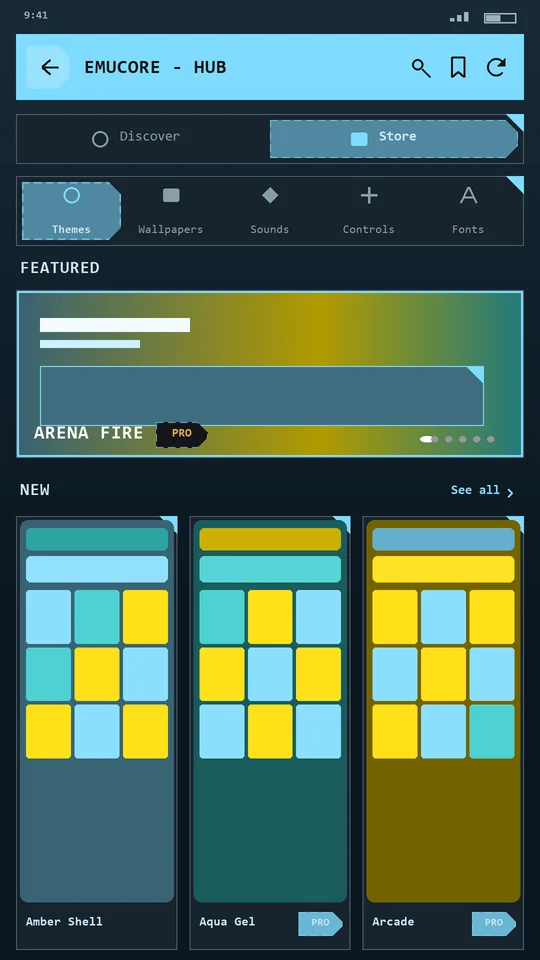 9:41
EMUCORE - HUB
Discover
Store
Themes
Wallpapers
Sounds
Controls
Fonts
FEATURED
ARENA FIRE
PRO
NEW
See all
Amber Shell
Aqua Gel
PRO
Arcade
PRO